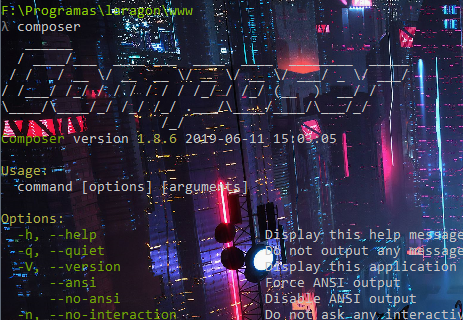 F:\Programas\laragon\www
λ composer
Composer
Composer version 1.8.6 2019-06-11 15:03:05
Usage:
command [options] [arguments]
Options:
-h, --help Display this help message
-q, --quiet Do not output any message
-V, --version Display this application
--ansi Force ANSI output
--no-ansi Disable ANSI output
-n, --no-interaction Do not ask any interactiv